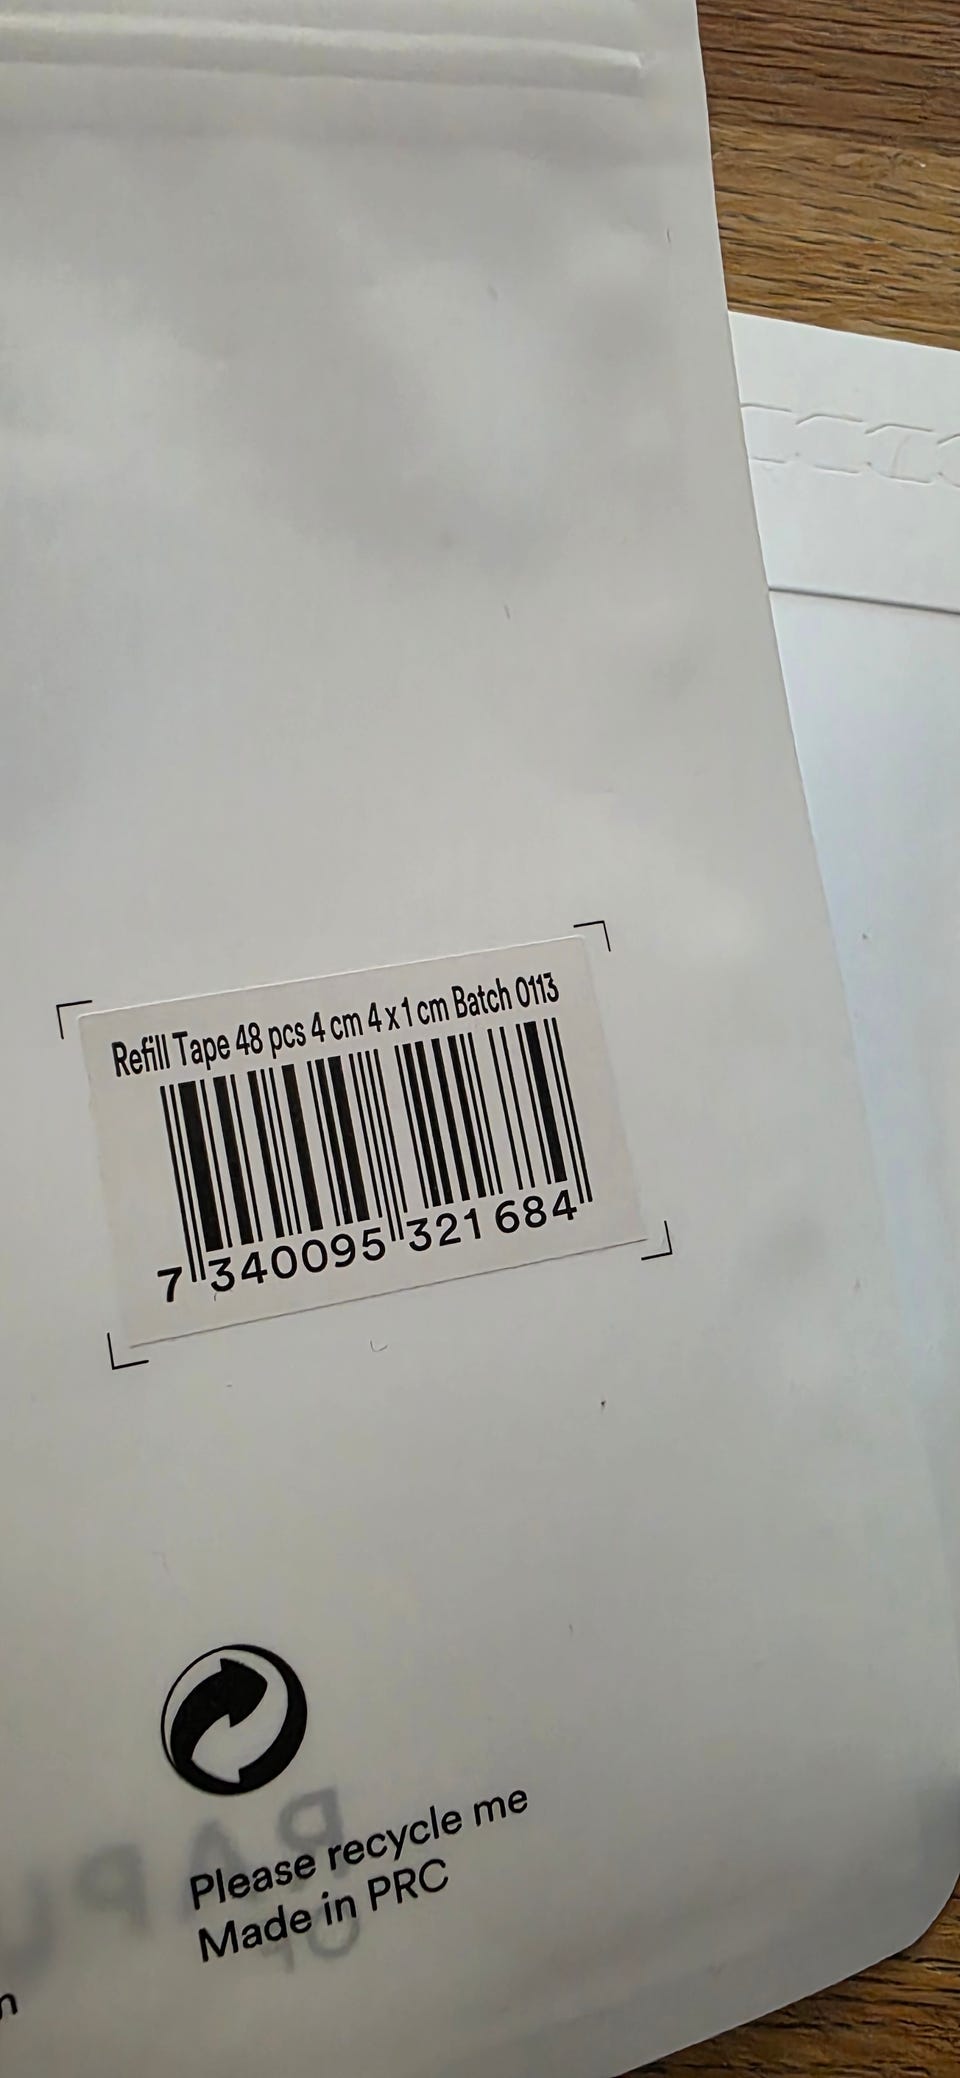 Refill Tape 48 pcs 4 cm 4 x 1 cm Batch 0113
7 340095 321684
Please recycle me
Made in PRC